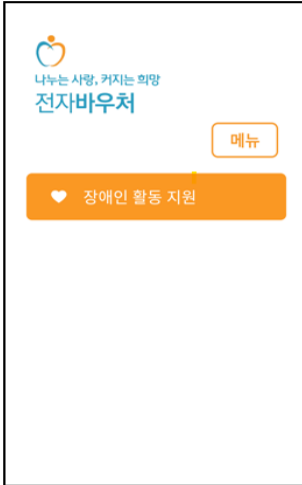 나누는 사랑, 커지는 희망
전자바우처
메뉴
장애인 활동 지원